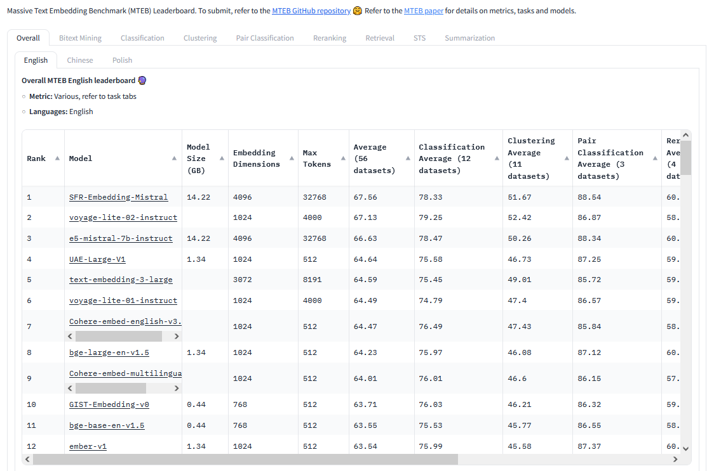 Massive Text Embedding Benchmark (MTEB) Leaderboard. To submit, refer to the MTEB GitHub repository 🤗 Refer to the MTEB paper for details on metrics, tasks and models.
Overall Bitext Mining Classification Clustering Pair Classification Reranking Retrieval STS Summarization
English Chinese Polish
Overall MTEB English leaderboard 🔮
Metric: Various, refer to task tabs
Languages: English
Rank Model Model Size (GB) Embedding Dimensions Max Tokens Average (56 datasets) Classification Average (12 datasets) Clustering Average (11 datasets) Pair Classification Average (3 datasets) Rer Ave (4 dat
1 SFR-Embedding-Mistral 14.22 4096 32768 67.56 78.33 51.67 88.54 60.
2 voyage-lite-02-instruct 1024 4000 67.13 79.25 52.42 86.87 58.
3 e5-mistral-7b-instruct 14.22 4096 32768 66.63 78.47 50.26 88.34 60.
4 UAE-Large-V1 1.34 1024 512 64.64 75.58 46.73 87.25 59.
5 text-embedding-3-large 3072 8191 64.59 75.45 49.01 85.72 59.
6 voyage-lite-01-instruct 1024 4000 64.49 74.79 47.4 86.57 59.
7 Cohere-embed-english-v3. 1024 512 64.47 76.49 47.43 85.84 58.
8 bge-large-en-v1.5 1.34 1024 512 64.23 75.97 46.08 87.12 60.
9 Cohere-embed-multilingua 1024 512 64.01 76.01 46.6 86.15 57.
10 GIST-Embedding-v0 0.44 768 512 63.71 76.03 46.21 86.32 59.
11 bge-base-en-v1.5 0.44 768 512 63.55 75.53 45.77 86.55 58.
12 ember-v1 1.34 1024 512 63.54 75.99 45.58 87.37 60.